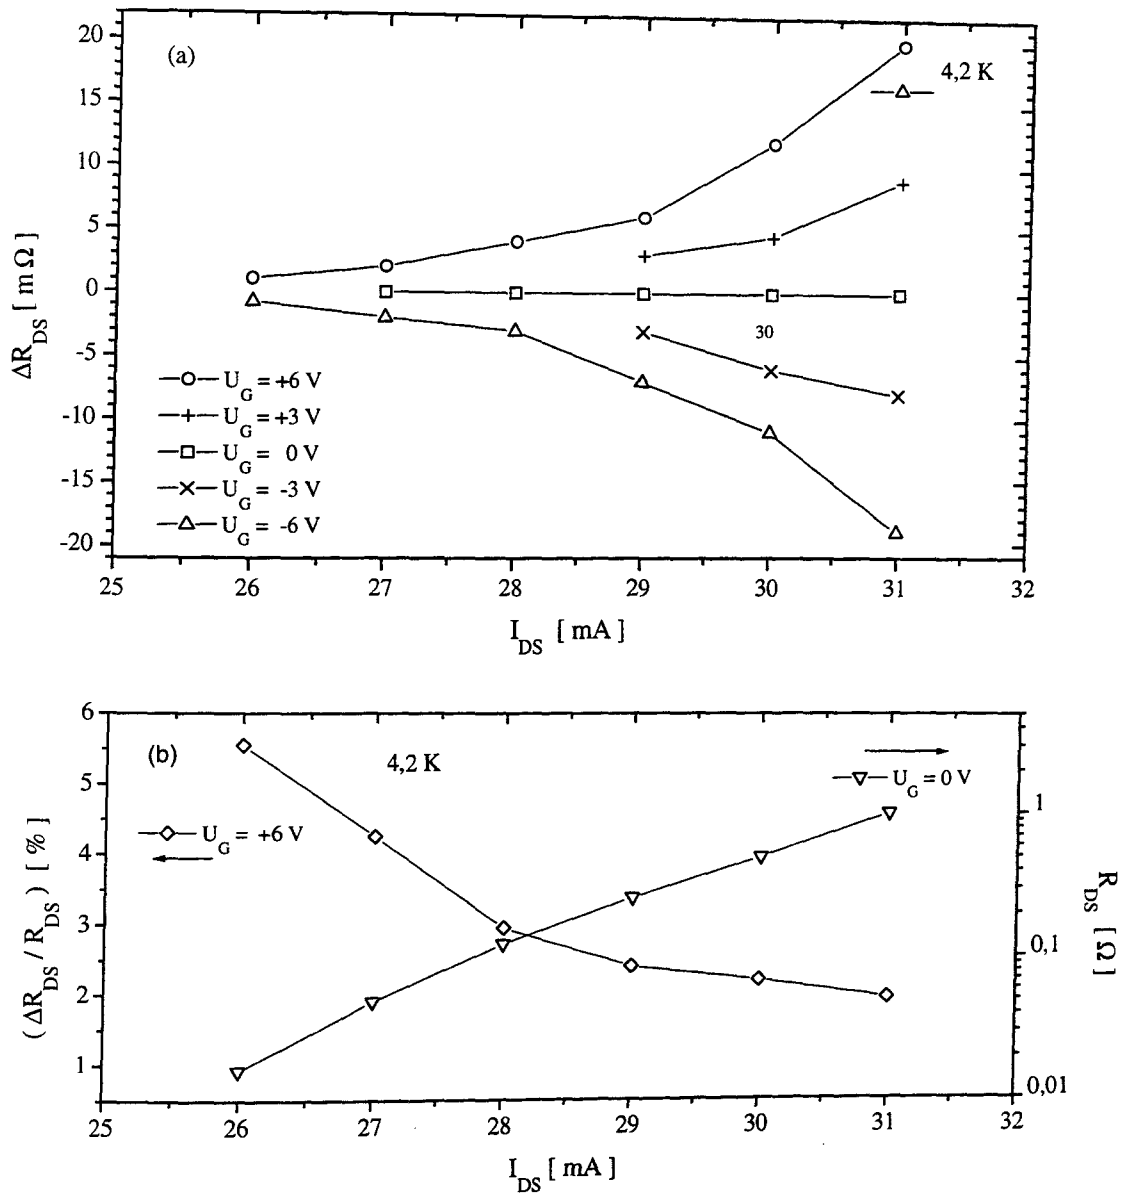 20
(a)
4,2 K
15
10
5
0
30
-5
-10
-15
-20
ΔR_DS [ m Ω ]
U_G = +6 V
U_G = +3 V
U_G = 0 V
U_G = -3 V
U_G = -6 V
25 26 27 28 29 30 31 32
I_DS [ mA ]
6
(b)
4,2 K
U_G = 0 V
5
U_G = +6 V
4
3
2
1
( ΔR_DS / R_DS ) [ % ]
1
0,1
0,01
R_DS [ Ω ]
25 26 27 28 29 30 31 32
I_DS [ mA ]